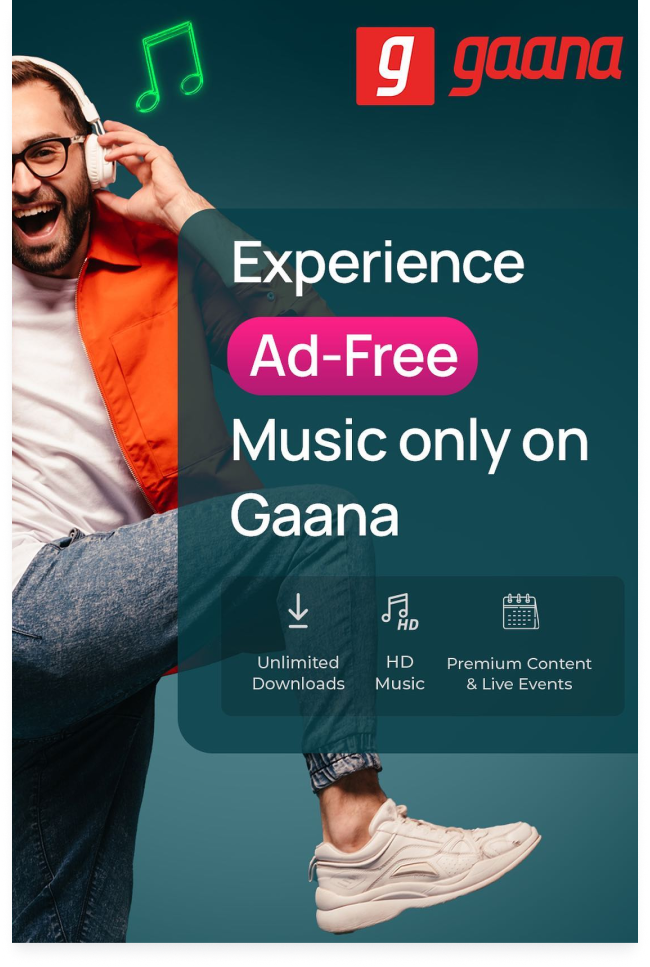 g gaana
Experience
Ad-Free
Music only on
Gaana
HD
Unlimited
Downloads
HD
Music
Premium Content
& Live Events